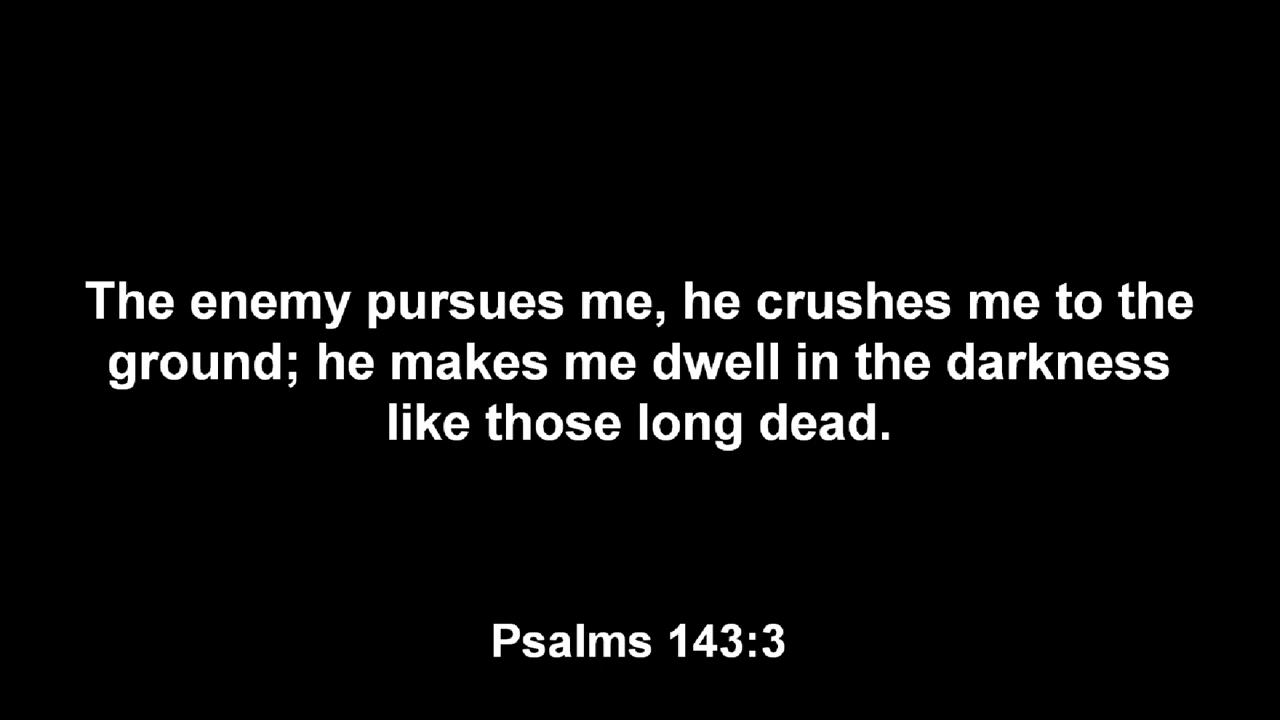 The enemy pursues me, he crushes me to the
ground; he makes me dwell in the darkness
like those long dead.
Psalms 143:3